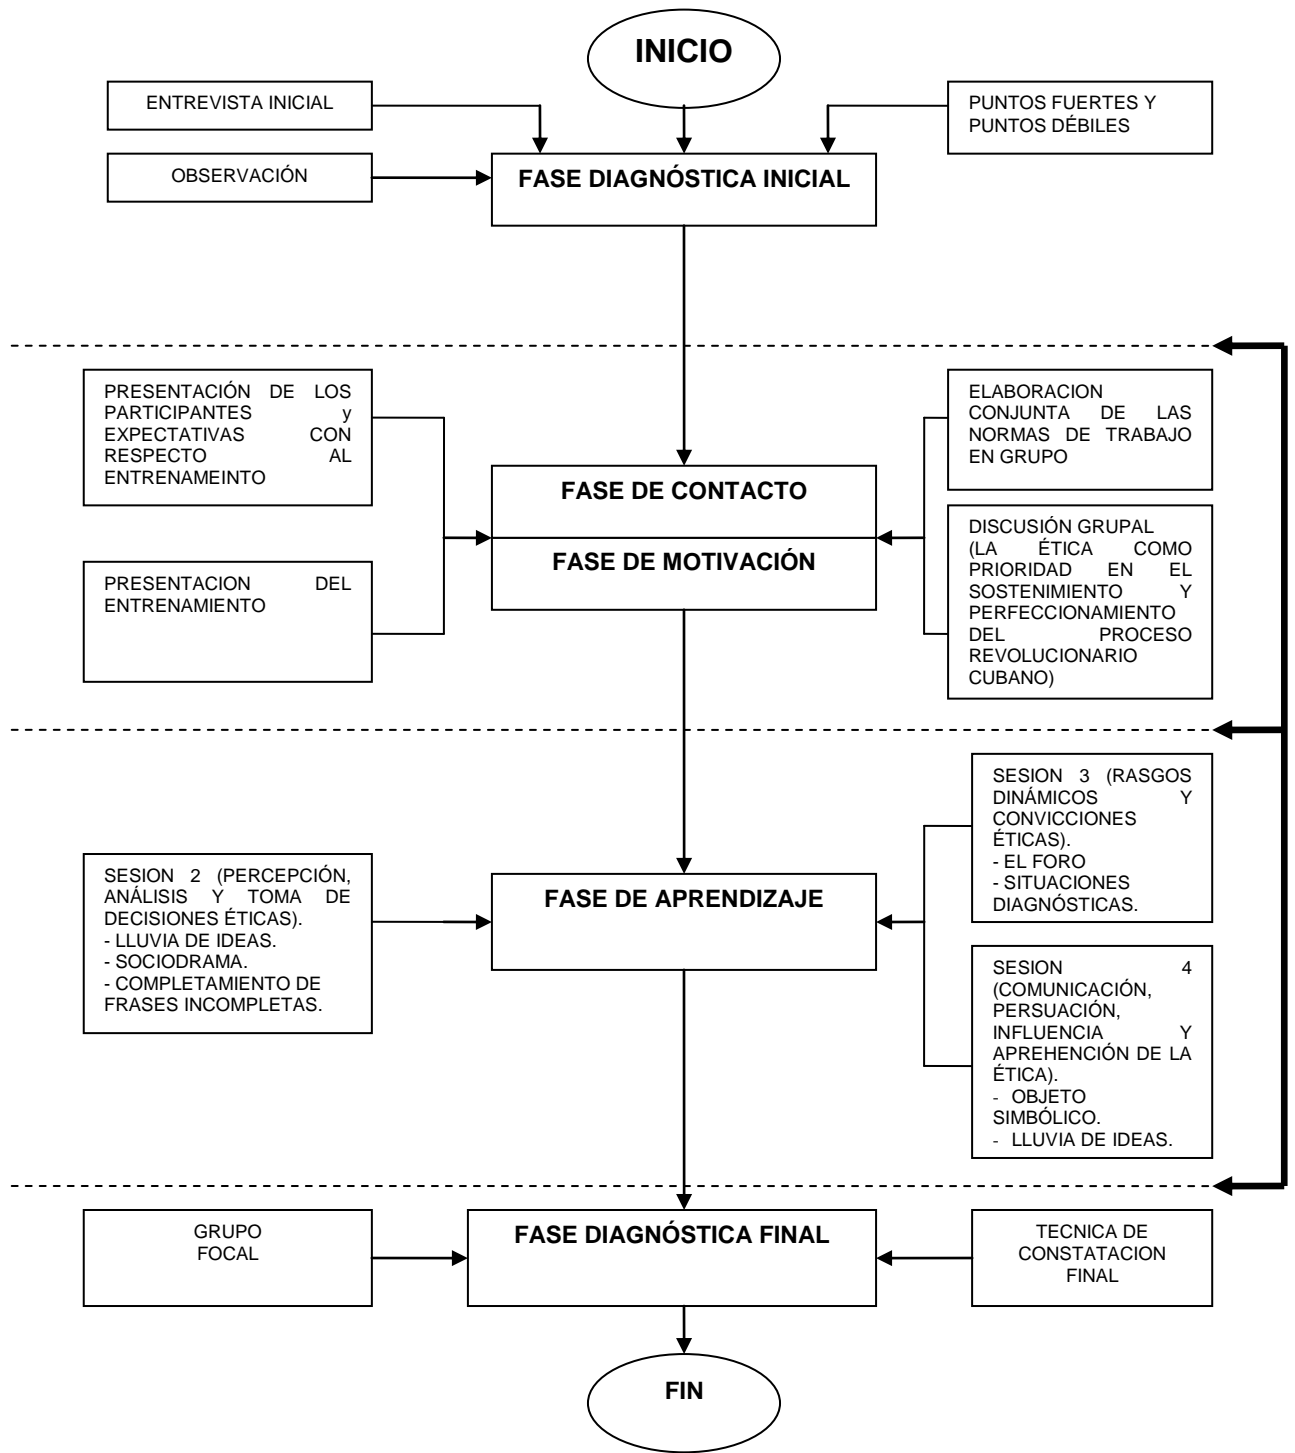 INICIO
ENTREVISTA INICIAL
PUNTOS FUERTES Y
PUNTOS DÉBILES
OBSERVACIÓN
FASE DIAGNÓSTICA INICIAL
PRESENTACIÓN DE LOS
PARTICIPANTES y
EXPECTATIVAS CON
RESPECTO AL
ENTRENAMEINTO
ELABORACION
CONJUNTA DE LAS
NORMAS DE TRABAJO
EN GRUPO
FASE DE CONTACTO
FASE DE MOTIVACIÓN
PRESENTACION DEL
ENTRENAMIENTO
DISCUSIÓN GRUPAL
(LA ÉTICA COMO
PRIORIDAD EN EL
SOSTENIMIENTO Y
PERFECCIONAMIENTO
DEL PROCESO
REVOLUCIONARIO
CUBANO)
SESION 3 (RASGOS
DINÁMICOS Y
CONVICCIONES
ÉTICAS).
- EL FORO
- SITUACIONES
DIAGNÓSTICAS.
SESION 2 (PERCEPCIÓN,
ANÁLISIS Y TOMA DE
DECISIONES ÉTICAS).
- LLUVIA DE IDEAS.
- SOCIODRAMA.
- COMPLETAMIENTO DE
FRASES INCOMPLETAS.
FASE DE APRENDIZAJE
SESION 4
(COMUNICACIÓN,
PERSUACIÓN,
INFLUENCIA Y
APREHENCIÓN DE LA
ÉTICA).
- OBJETO
SIMBÓLICO.
- LLUVIA DE IDEAS.
GRUPO
FOCAL
FASE DIAGNÓSTICA FINAL
TECNICA DE
CONSTATACION
FINAL
FIN